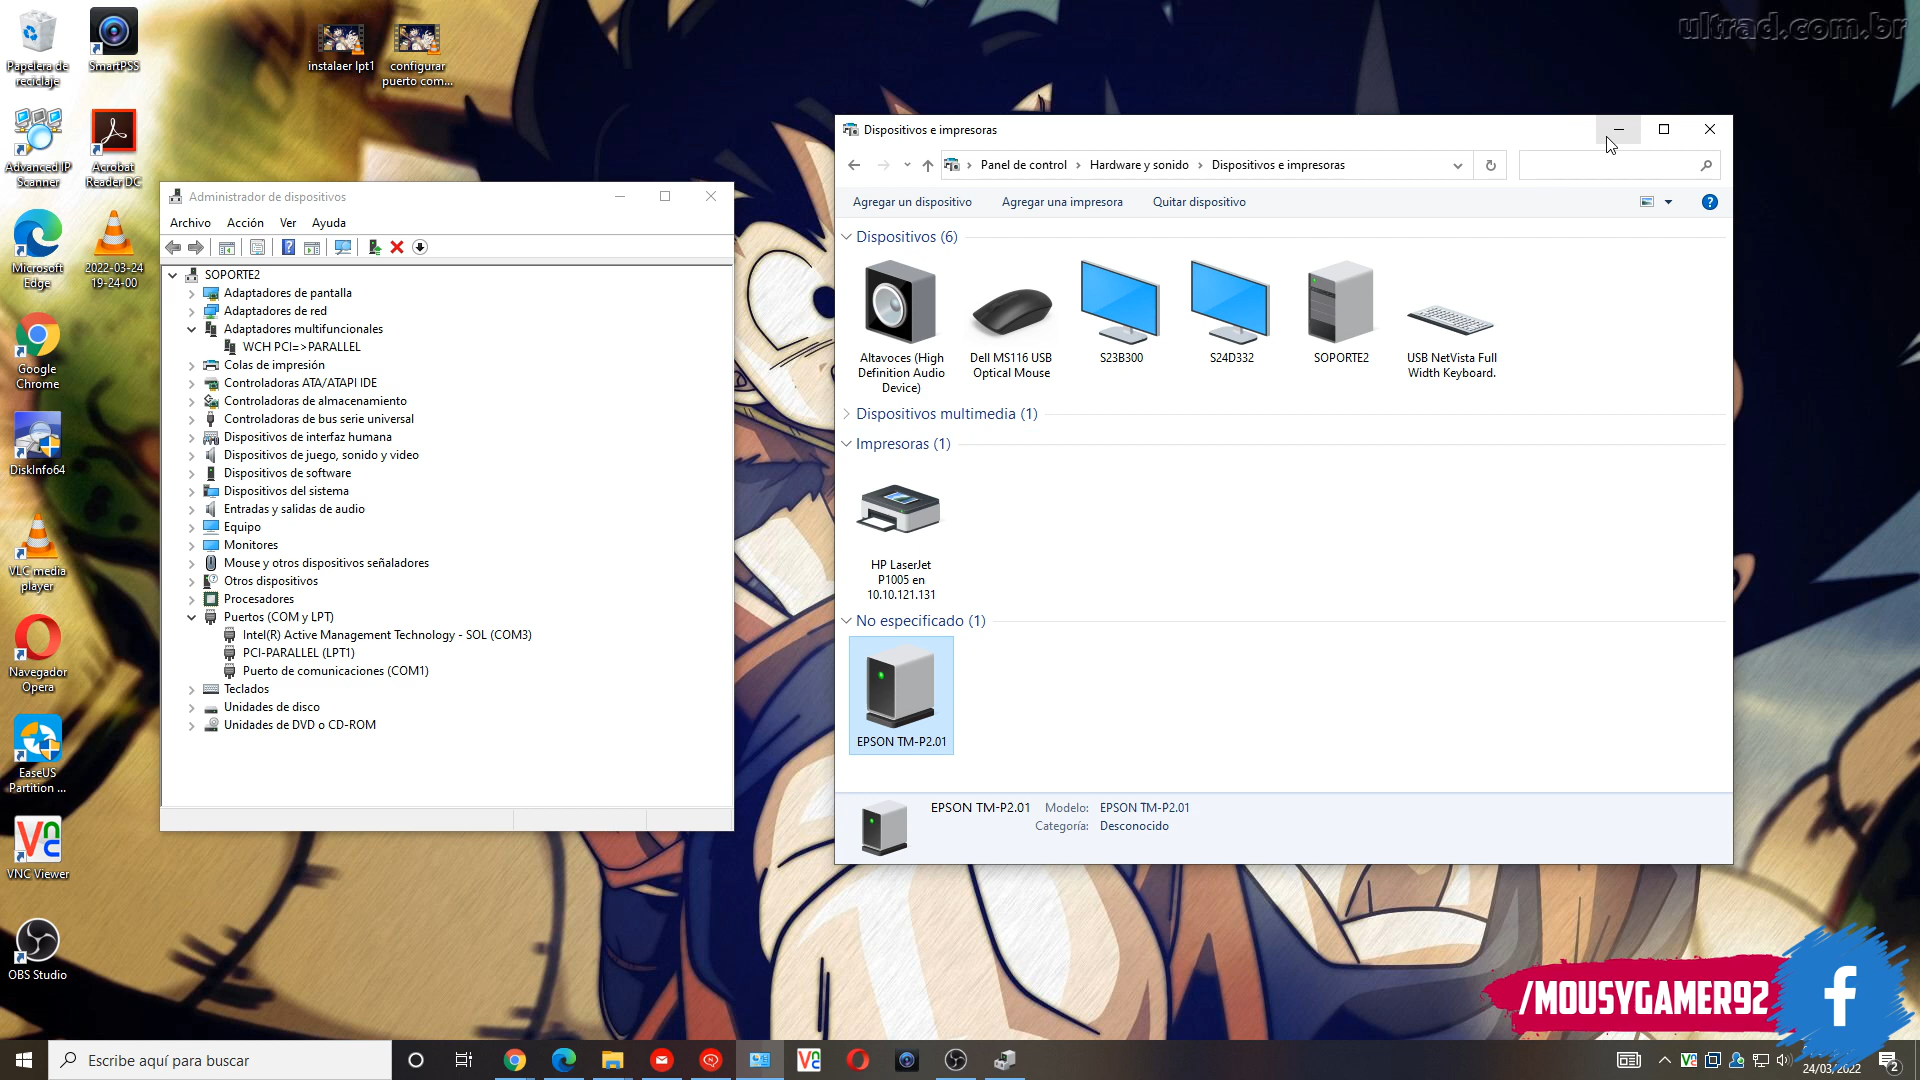 Papelera de
reciclaje
SmartPSS
instalaer lpt1
configurar
puerto com...
ultrad.com.br
Advanced IP
Scanner
Acrobat
Reader DC
Microsoft
Edge
2022-03-24
19-24-00
Google
Chrome
DiskInfo64
VLC media
player
Navegador
Opera
EaseUS
Partition ...
VNC Viewer
OBS Studio
Administrador de dispositivos
Archivo Acción Ver Ayuda
SOPORTE2
Adaptadores de pantalla
Adaptadores de red
Adaptadores multifuncionales
WCH PCI=>PARALLEL
Colas de impresión
Controladoras ATA/ATAPI IDE
Controladoras de almacenamiento
Controladoras de bus serie universal
Dispositivos de interfaz humana
Dispositivos de juego, sonido y video
Dispositivos de software
Dispositivos del sistema
Entradas y salidas de audio
Equipo
Monitores
Mouse y otros dispositivos señaladores
Otros dispositivos
Procesadores
Puertos (COM y LPT)
Intel(R) Active Management Technology - SOL (COM3)
PCI-PARALLEL (LPT1)
Puerto de comunicaciones (COM1)
Teclados
Unidades de disco
Unidades de DVD o CD-ROM
Dispositivos e impresoras
Panel de control > Hardware y sonido > Dispositivos e impresoras
Agregar un dispositivo Agregar una impresora Quitar dispositivo
Dispositivos (6)
Altavoces (High
Definition Audio
Device)
Dell MS116 USB
Optical Mouse
S23B300
S24D332
SOPORTE2
USB NetVista Full
Width Keyboard.
Dispositivos multimedia (1)
Impresoras (1)
HP LaserJet
P1005 en
10.10.121.131
No especificado (1)
EPSON TM-P2.01
EPSON TM-P2.01 Modelo: EPSON TM-P2.01
Categoría: Desconocido
/MOUSYGAMER92
Escribe aquí para buscar
24/03/2022
2